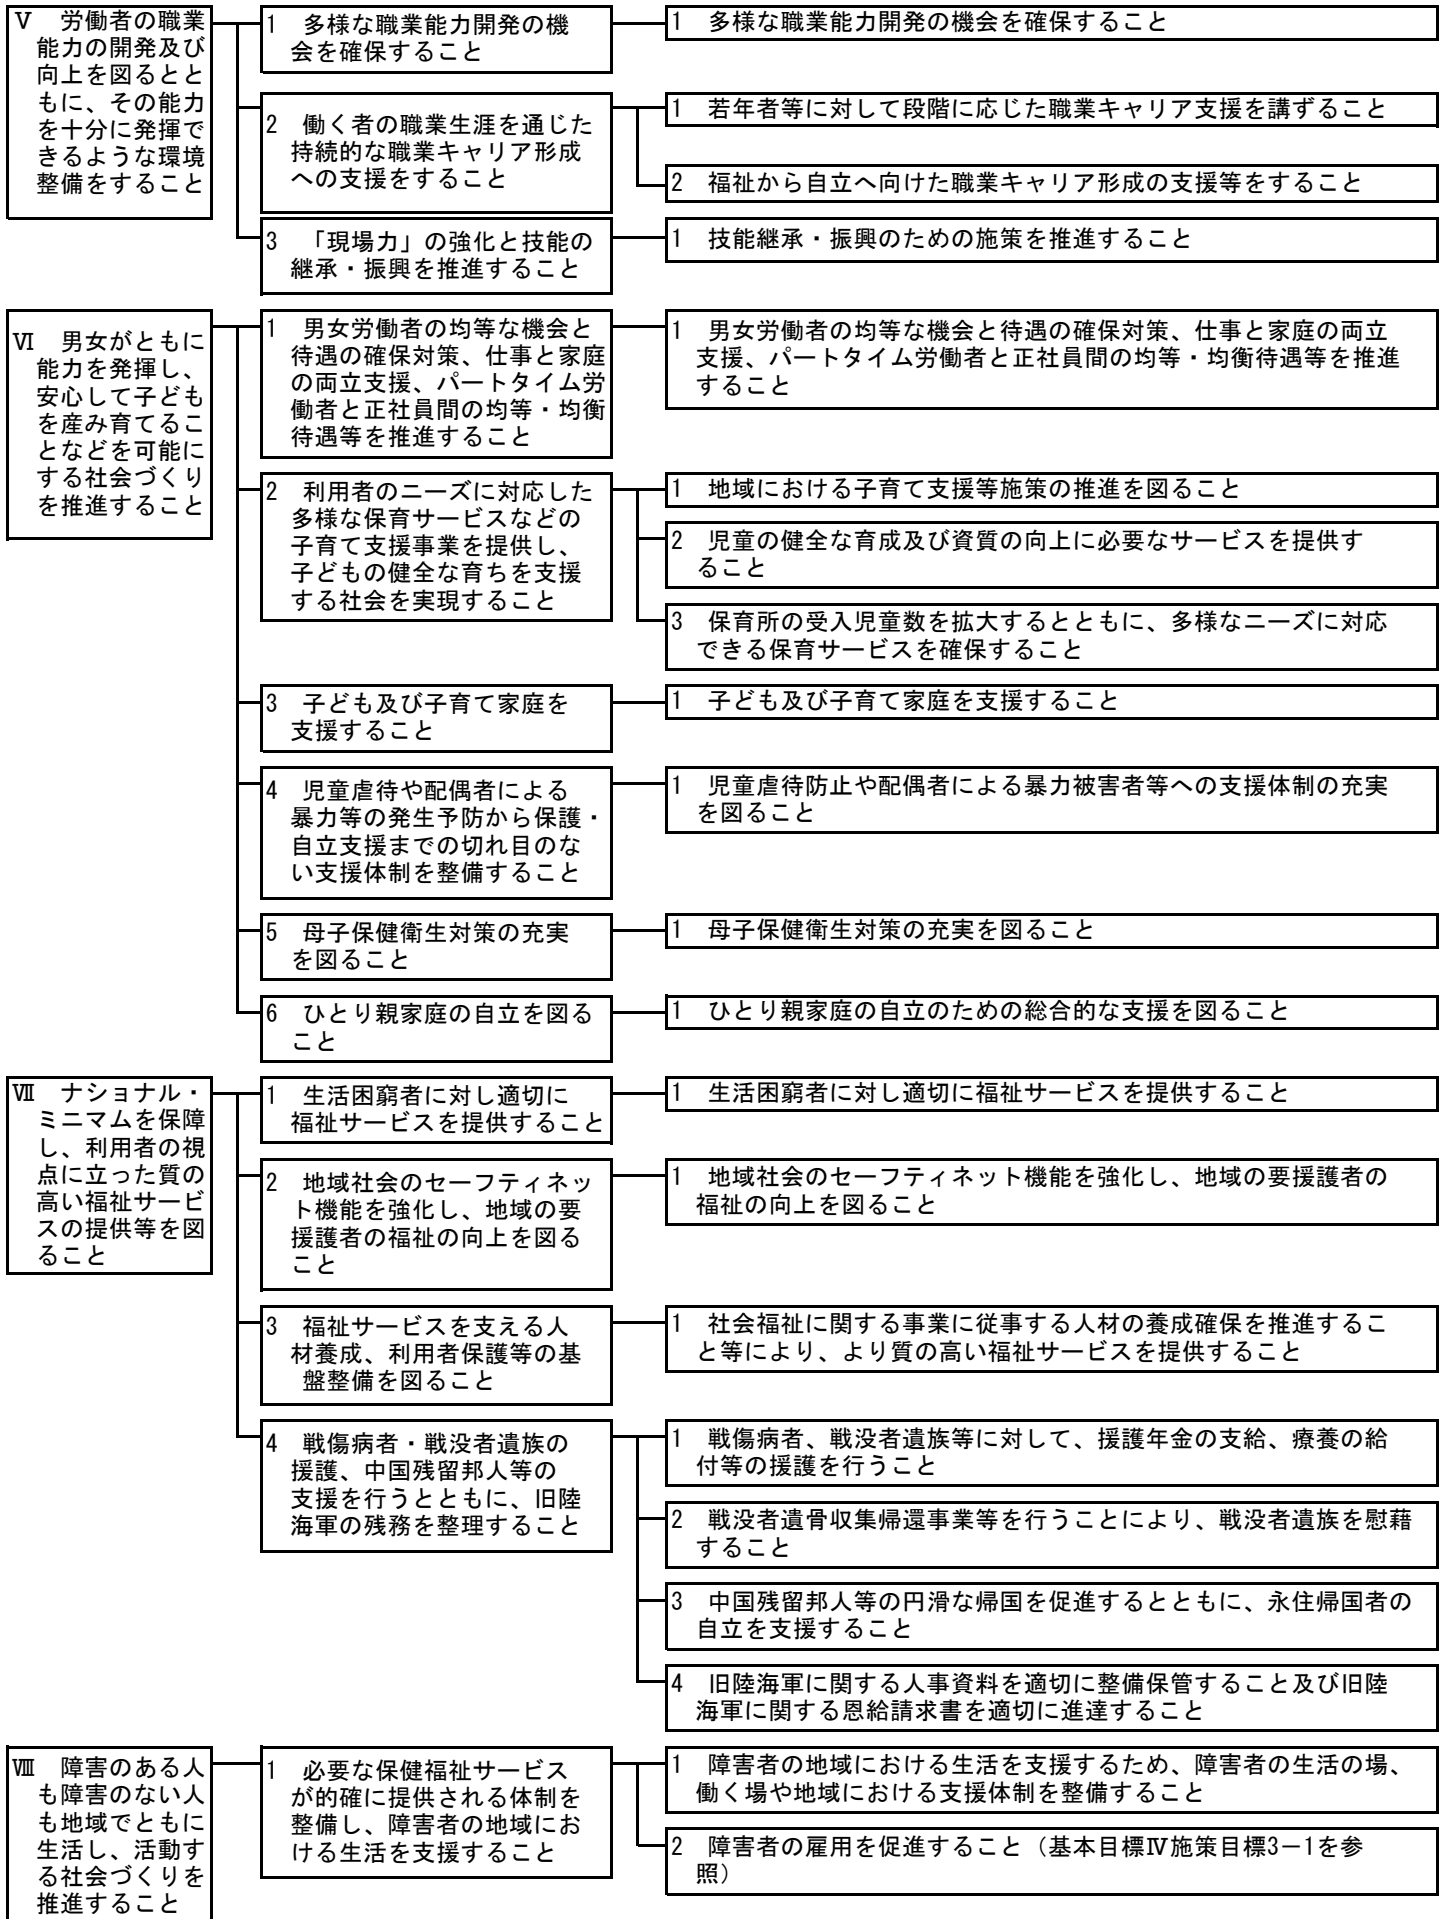 Ⅴ　労働者の職業
能力の開発及び
向上を図るとと
もに、その能力
を十分に発揮で
きるような環境
整備をすること
1　多様な職業能力開発の機
会を確保すること
1　多様な職業能力開発の機会を確保すること
2　働く者の職業生涯を通じた
持続的な職業キャリア形成
への支援をすること
1　若年者等に対して段階に応じた職業キャリア支援を講ずること
2　福祉から自立へ向けた職業キャリア形成の支援等をすること
3　「現場力」の強化と技能の
継承・振興を推進すること
1　技能継承・振興のための施策を推進すること
Ⅵ　男女がともに
能力を発揮し、
安心して子ども
を産み育てるこ
となどを可能に
する社会づくり
を推進すること
1　男女労働者の均等な機会と
待遇の確保対策、仕事と家庭
の両立支援、パートタイム労
働者と正社員間の均等・均衡
待遇等を推進すること
1　男女労働者の均等な機会と待遇の確保対策、仕事と家庭の両立
支援、パートタイム労働者と正社員間の均等・均衡待遇等を推進
すること
2　利用者のニーズに対応した
多様な保育サービスなどの
子育て支援事業を提供し、
子どもの健全な育ちを支援
する社会を実現すること
1　地域における子育て支援等施策の推進を図ること
2　児童の健全な育成及び資質の向上に必要なサービスを提供す
ること
3　保育所の受入児童数を拡大するとともに、多様なニーズに対応
できる保育サービスを確保すること
3　子ども及び子育て家庭を
支援すること
1　子ども及び子育て家庭を支援すること
4　児童虐待や配偶者による
暴力等の発生予防から保護・
自立支援までの切れ目のな
い支援体制を整備すること
1　児童虐待防止や配偶者による暴力被害者等への支援体制の充実
を図ること
5　母子保健衛生対策の充実
を図ること
1　母子保健衛生対策の充実を図ること
6　ひとり親家庭の自立を図る
こと
1　ひとり親家庭の自立のための総合的な支援を図ること
Ⅶ　ナショナル・
ミニマムを保障
し、利用者の視
点に立った質の
高い福祉サービ
スの提供等を図
ること
1　生活困窮者に対し適切に
福祉サービスを提供すること
1　生活困窮者に対し適切に福祉サービスを提供すること
2　地域社会のセーフティネッ
ト機能を強化し、地域の要
援護者の福祉の向上を図る
こと
1　地域社会のセーフティネット機能を強化し、地域の要援護者の
福祉の向上を図ること
3　福祉サービスを支える人
材養成、利用者保護等の基
盤整備を図ること
1　社会福祉に関する事業に従事する人材の養成確保を推進するこ
と等により、より質の高い福祉サービスを提供すること
4　戦傷病者・戦没者遺族の
援護、中国残留邦人等の
支援を行うとともに、旧陸
海軍の残務を整理すること
1　戦傷病者、戦没者遺族等に対して、援護年金の支給、療養の給
付等の援護を行うこと
2　戦没者遺骨収集帰還事業等を行うことにより、戦没者遺族を慰藉
すること
3　中国残留邦人等の円滑な帰国を促進するとともに、永住帰国者の
自立を支援すること
4　旧陸海軍に関する人事資料を適切に整備保管すること及び旧陸
海軍に関する恩給請求書を適切に進達すること
Ⅷ　障害のある人
も障害のない人
も地域でともに
生活し、活動す
る社会づくりを
推進すること
1　必要な保健福祉サービス
が的確に提供される体制を
整備し、障害者の地域にお
ける生活を支援すること
1　障害者の地域における生活を支援するため、障害者の生活の場、
働く場や地域における支援体制を整備すること
2　障害者の雇用を促進すること（基本目標Ⅳ施策目標3－1を参
照）